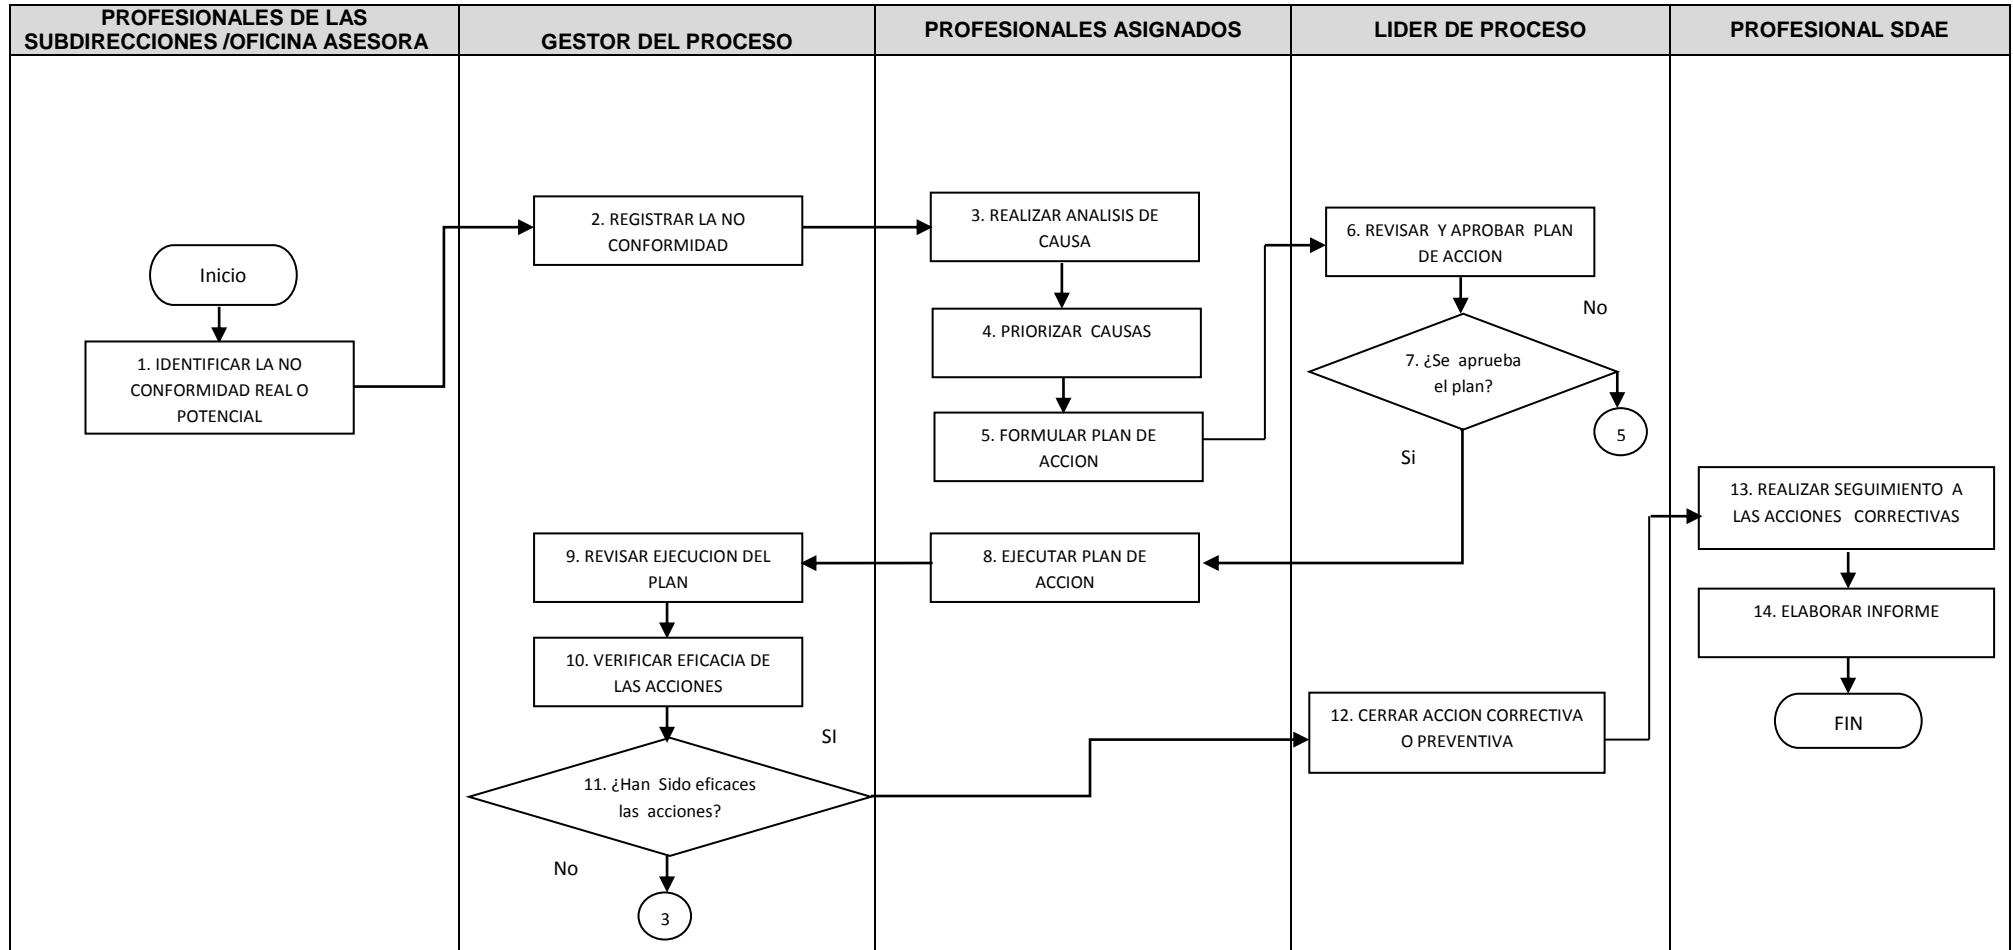 PROFESIONALES DE LAS
SUBDIRECCIONES /OFICINA ASESORA
GESTOR DEL PROCESO
PROFESIONALES ASIGNADOS
LIDER DE PROCESO
PROFESIONAL SDAE
Inicio
1. IDENTIFICAR LA NO
CONFORMIDAD REAL O
POTENCIAL
2. REGISTRAR LA NO
CONFORMIDAD
3. REALIZAR ANALISIS DE
CAUSA
4. PRIORIZAR CAUSAS
5. FORMULAR PLAN DE
ACCION
6. REVISAR Y APROBAR PLAN
DE ACCION
No
7. ¿Se aprueba
el plan?
5
Si
8. EJECUTAR PLAN DE
ACCION
9. REVISAR EJECUCION DEL
PLAN
10. VERIFICAR EFICACIA DE
LAS ACCIONES
SI
11. ¿Han Sido eficaces
las acciones?
No
3
12. CERRAR ACCION CORRECTIVA
O PREVENTIVA
13. REALIZAR SEGUIMIENTO A
LAS ACCIONES CORRECTIVAS
14. ELABORAR INFORME
FIN